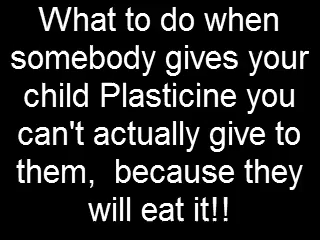 What to do when
somebody gives your
child Plasticine you
can't actually give to
them,  because they
will eat it!!